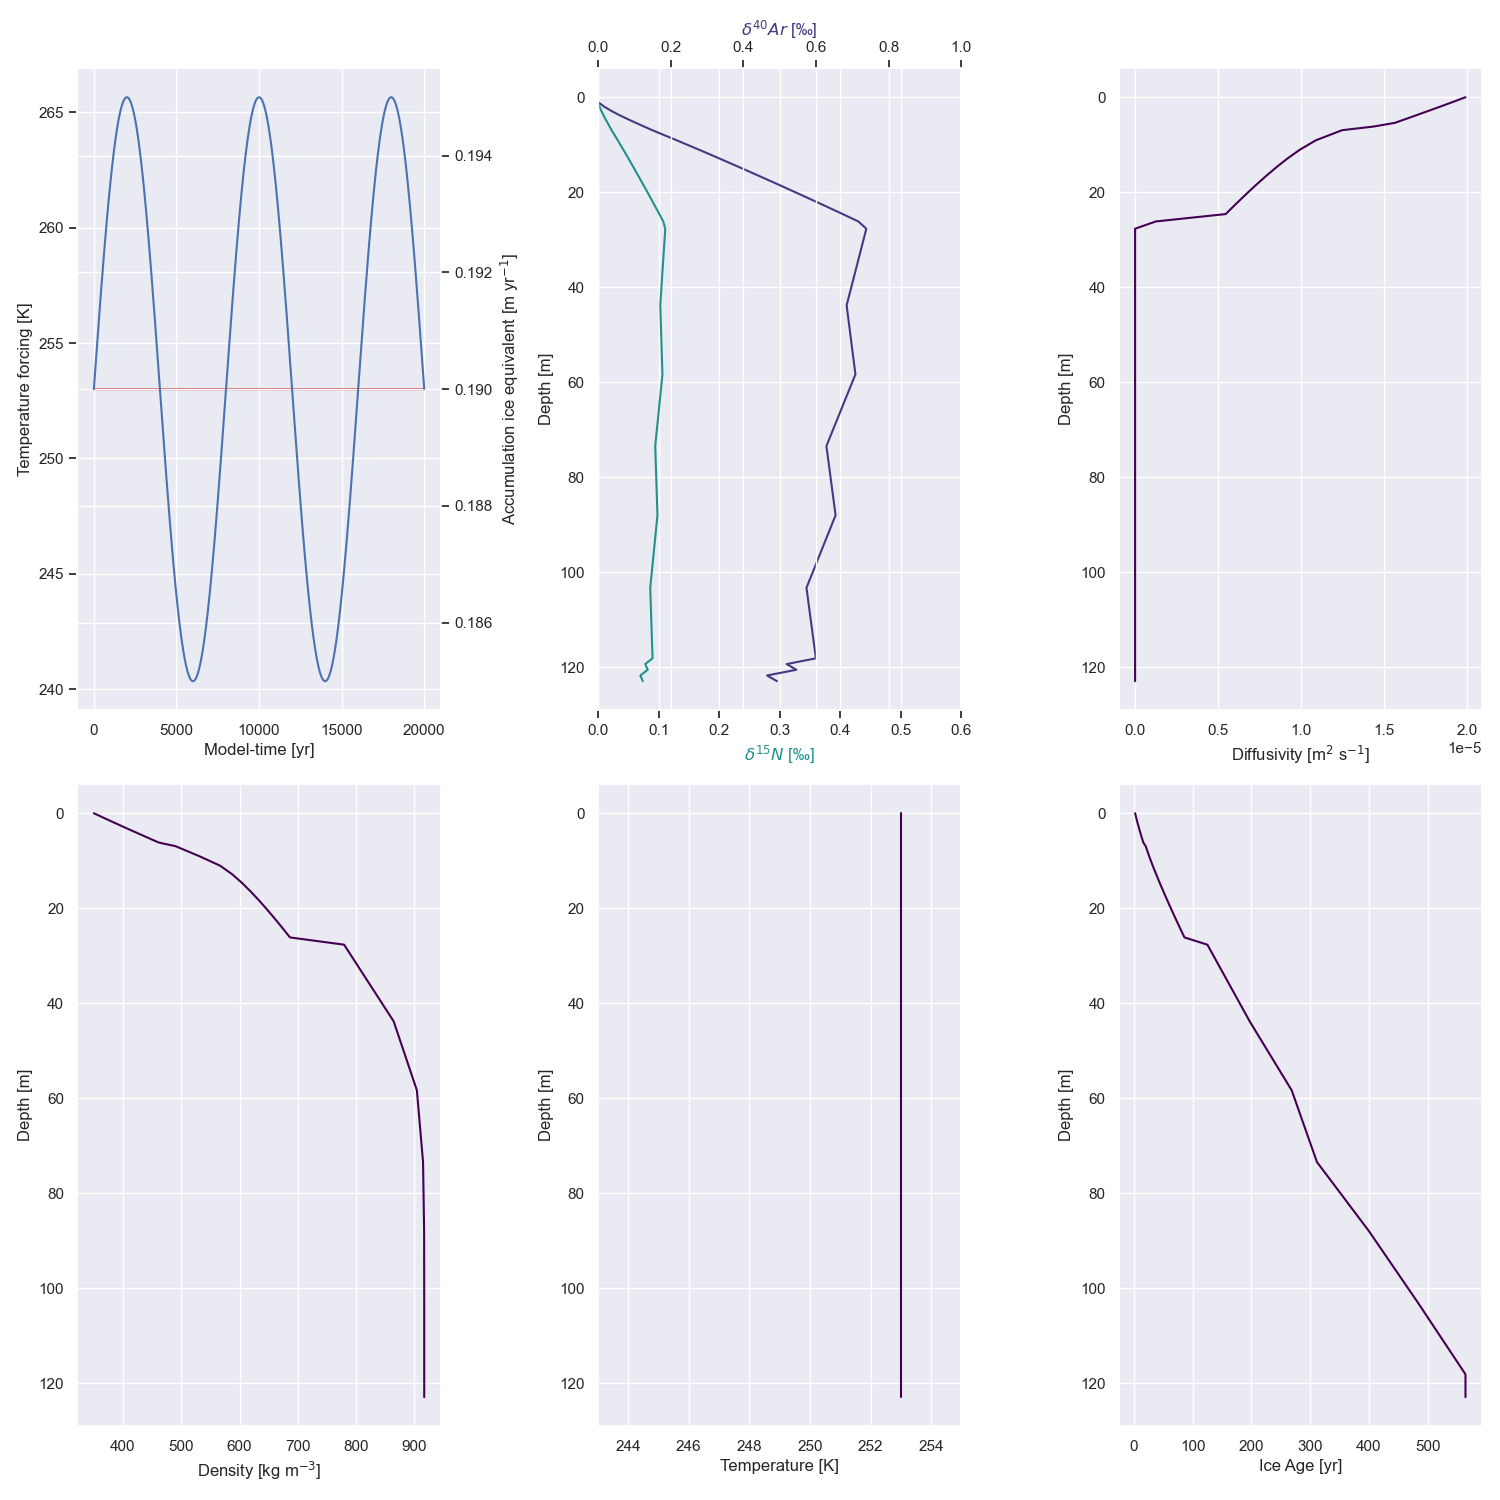 δ⁴⁰Ar [‰]
0.0 0.2 0.4 0.6 0.8 1.0
265
260
255
250
245
240
Temperature forcing [K]
0 5000 10000 15000 20000
Model-time [yr]
0.194
0.192
0.190
0.188
0.186
Accumulation ice equivalent [m yr⁻¹]
0
20
40
60
80
100
120
Depth [m]
0.0 0.1 0.2 0.3 0.4 0.5 0.6
δ¹⁵N [‰]
0
20
40
60
80
100
120
Depth [m]
0.0 0.5 1.0 1.5 2.0
1e−5
Diffusivity [m² s⁻¹]
0
20
40
60
80
100
120
Depth [m]
400 500 600 700 800 900
Density [kg m⁻³]
0
20
40
60
80
100
120
Depth [m]
244 246 248 250 252 254
Temperature [K]
0
20
40
60
80
100
120
Depth [m]
0 100 200 300 400 500
Ice Age [yr]